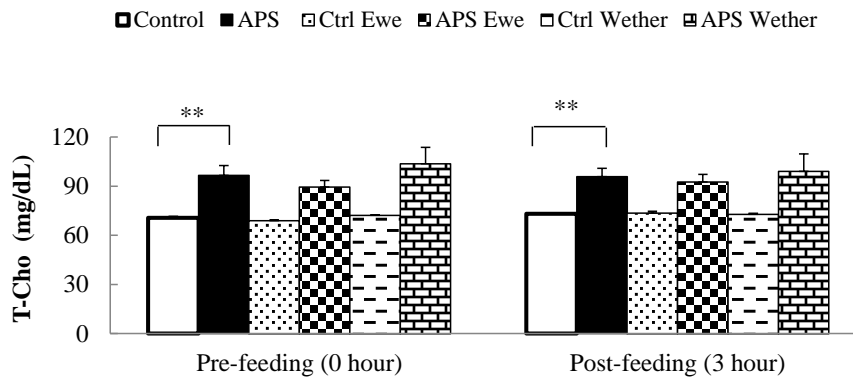 Control APS Ctrl Ewe APS Ewe Ctrl Wether APS Wether
** **
120
90
60
30
0
T-Cho (mg/dL)
Pre-feeding (0 hour) Post-feeding (3 hour)